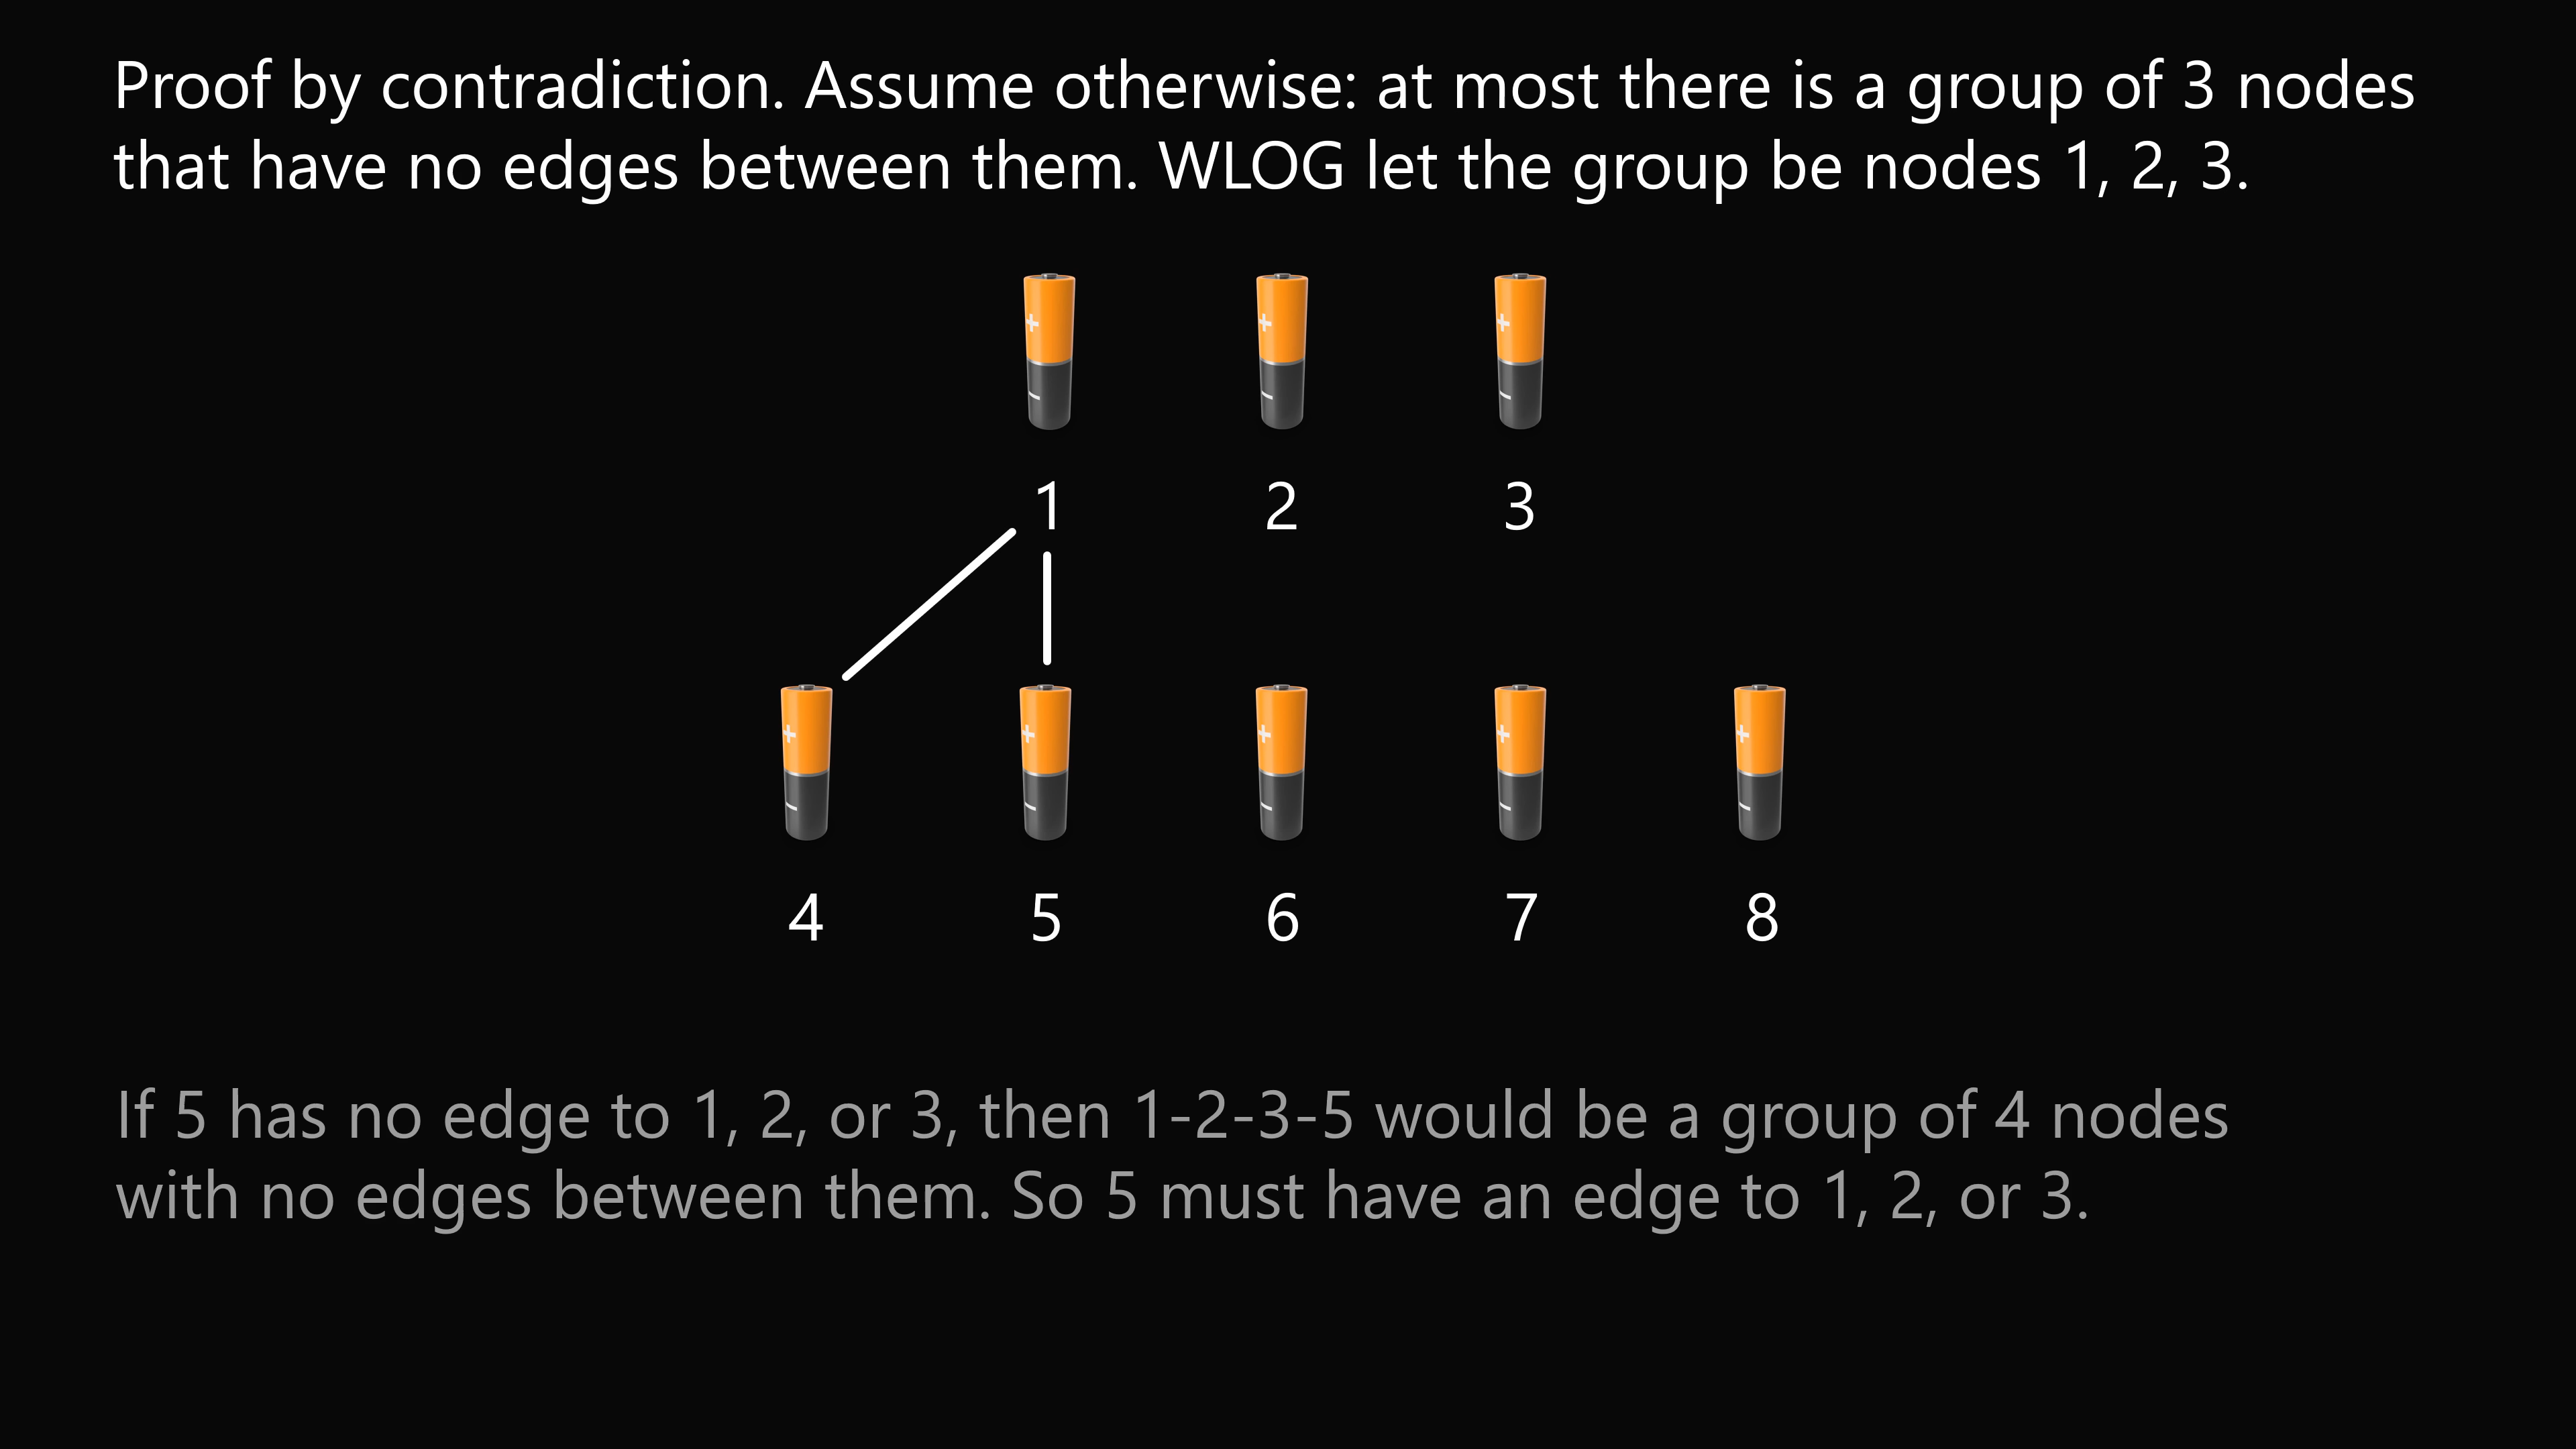 Proof by contradiction. Assume otherwise: at most there is a group of 3 nodes
that have no edges between them. WLOG let the group be nodes 1, 2, 3.
+ + +
- - -
1 2 3
+ + + + +
- - - - -
4 5 6 7 8
If 5 has no edge to 1, 2, or 3, then 1-2-3-5 would be a group of 4 nodes
with no edges between them. So 5 must have an edge to 1, 2, or 3.